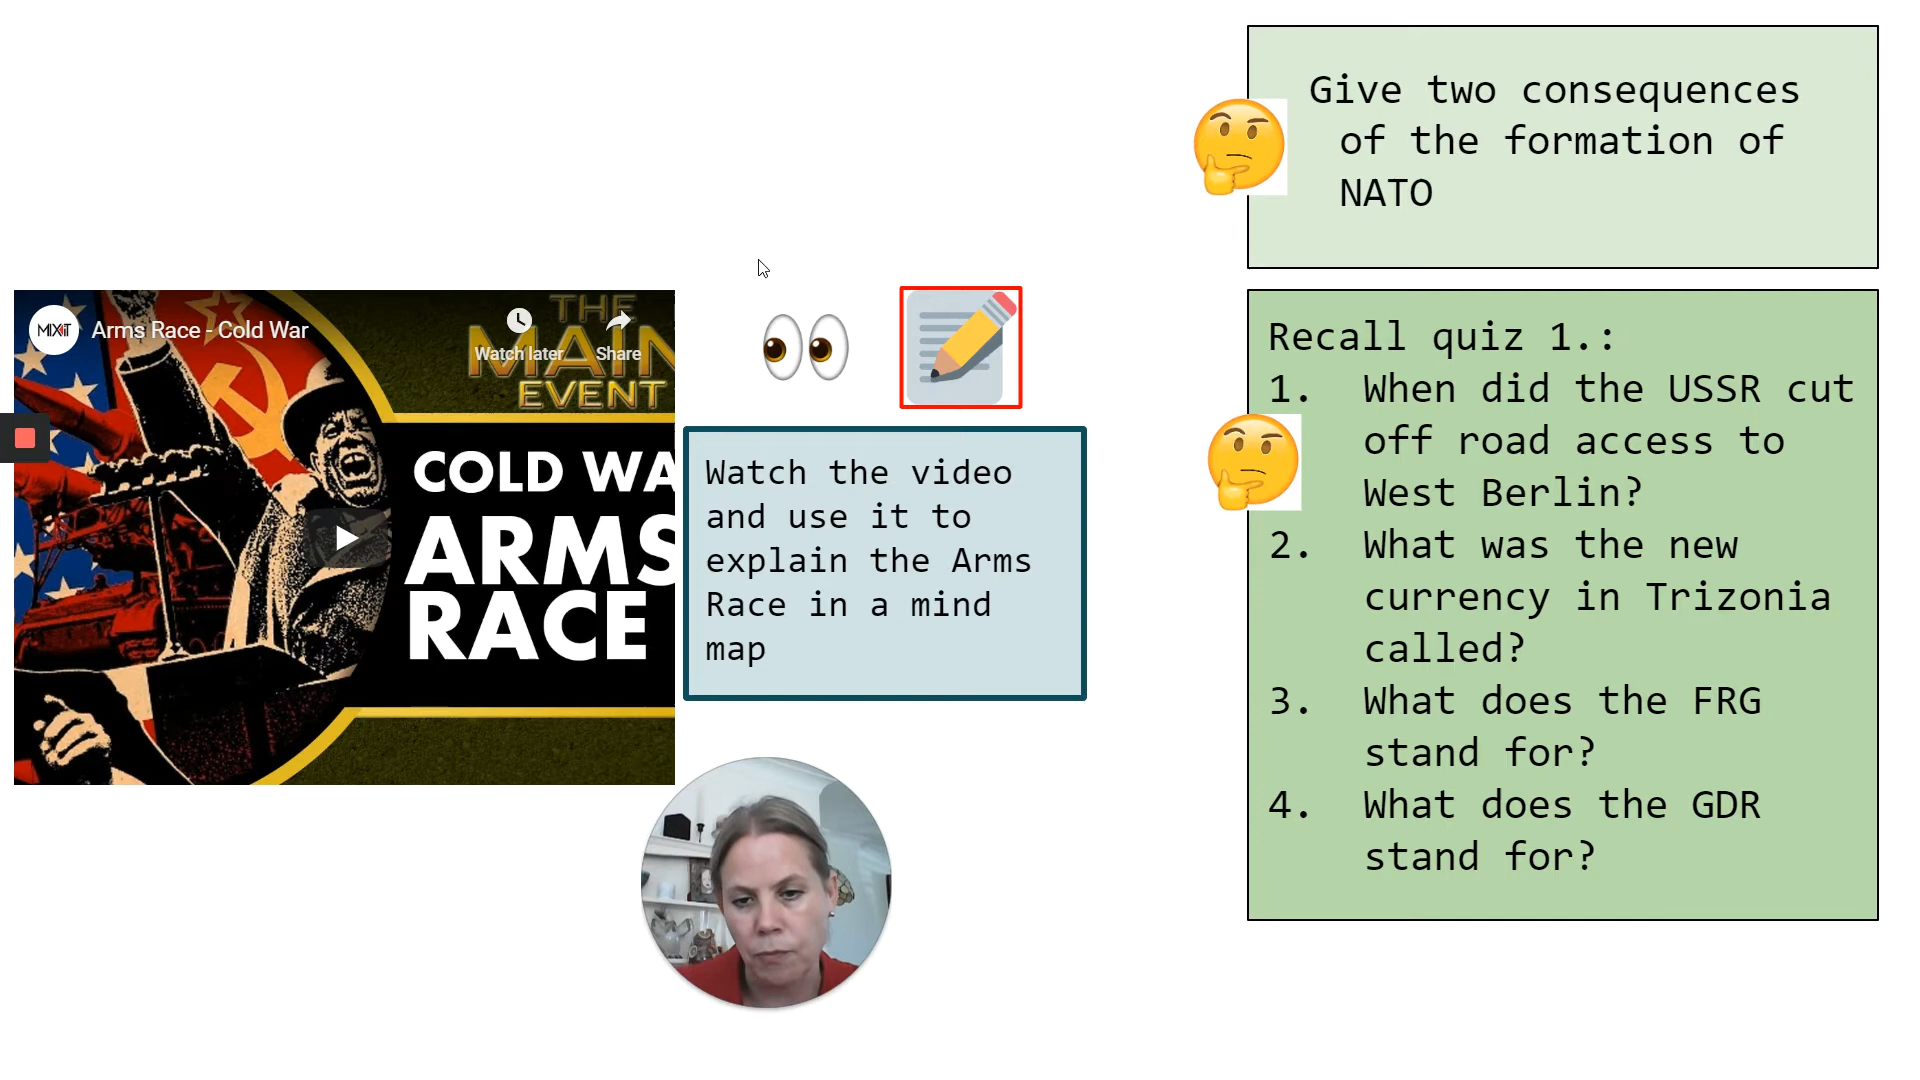 MIXiT
Arms Race - Cold War
Watch later
Share
THE
MAIN
EVENT
COLD WA
ARMS
RACE
Watch the video
and use it to
explain the Arms
Race in a mind
map
Give two consequences
of the formation of
NATO
Recall quiz 1.:
1. When did the USSR cut
off road access to
West Berlin?
2. What was the new
currency in Trizonia
called?
3. What does the FRG
stand for?
4. What does the GDR
stand for?